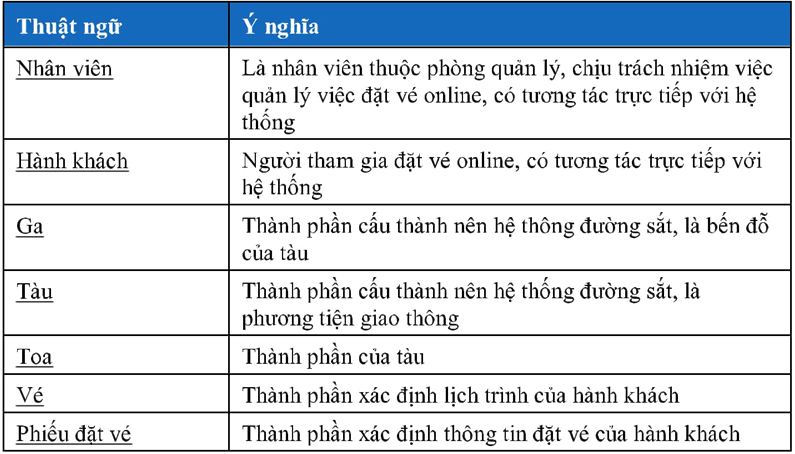 Thuật ngữ
Ý nghĩa
Nhân viên
Là nhân viên thuộc phòng quản lý, chịu trách nhiệm việc
quản lý việc đặt vé online, có tương tác trực tiếp với hệ
thống
Hành khách
Người tham gia đặt vé online, có tương tác trực tiếp với
hệ thống
Ga
Thành phần cấu thành nên hệ thông đường sắt, là bến đỗ
của tàu
Tàu
Thành phần cấu thành nên hệ thống đường sắt, là
phương tiện giao thông
Toa
Thành phần của tàu
Vé
Thành phần xác định lịch trình của hành khách
Phiếu đặt vé
Thành phần xác định thông tin đặt vé của hành khách